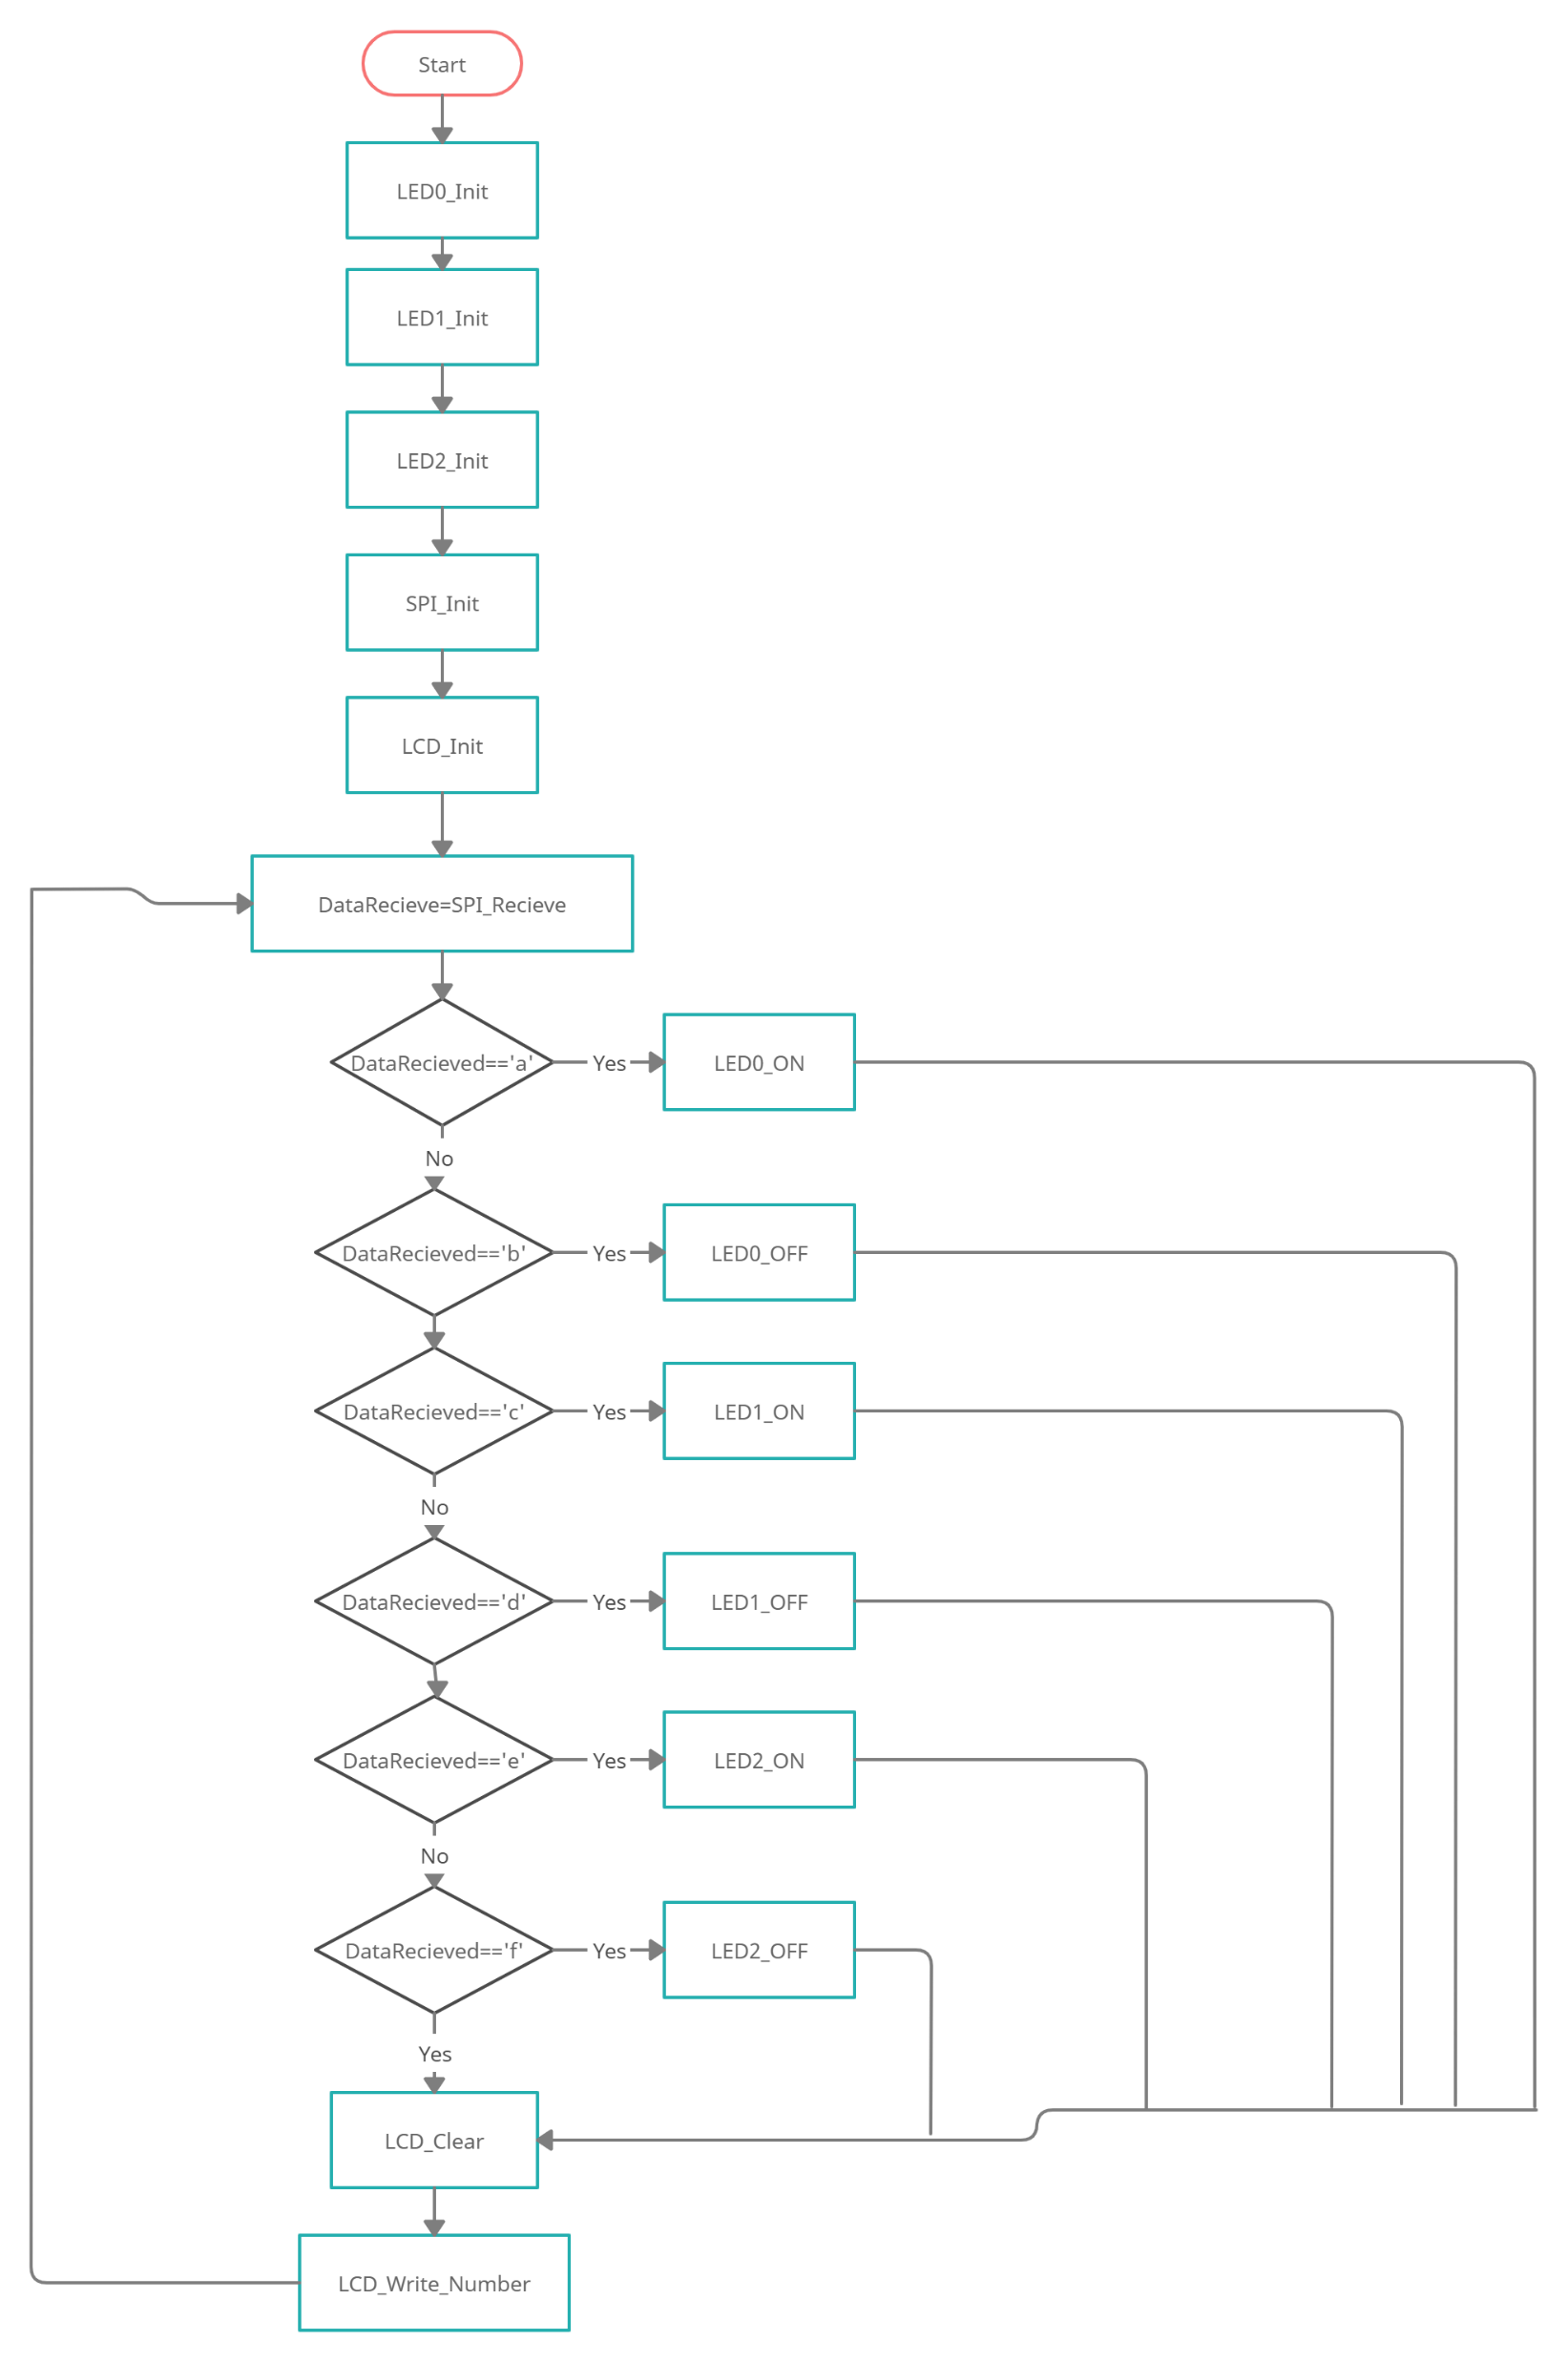 Start
LED0_Init
LED1_Init
LED2_Init
SPI_Init
LCD_Init
DataRecieve=SPI_Recieve
DataRecieved=='a'
Yes
LED0_ON
No
DataRecieved=='b'
Yes
LED0_OFF
DataRecieved=='c'
Yes
LED1_ON
No
DataRecieved=='d'
Yes
LED1_OFF
DataRecieved=='e'
Yes
LED2_ON
No
DataRecieved=='f'
Yes
LED2_OFF
Yes
LCD_Clear
LCD_Write_Number